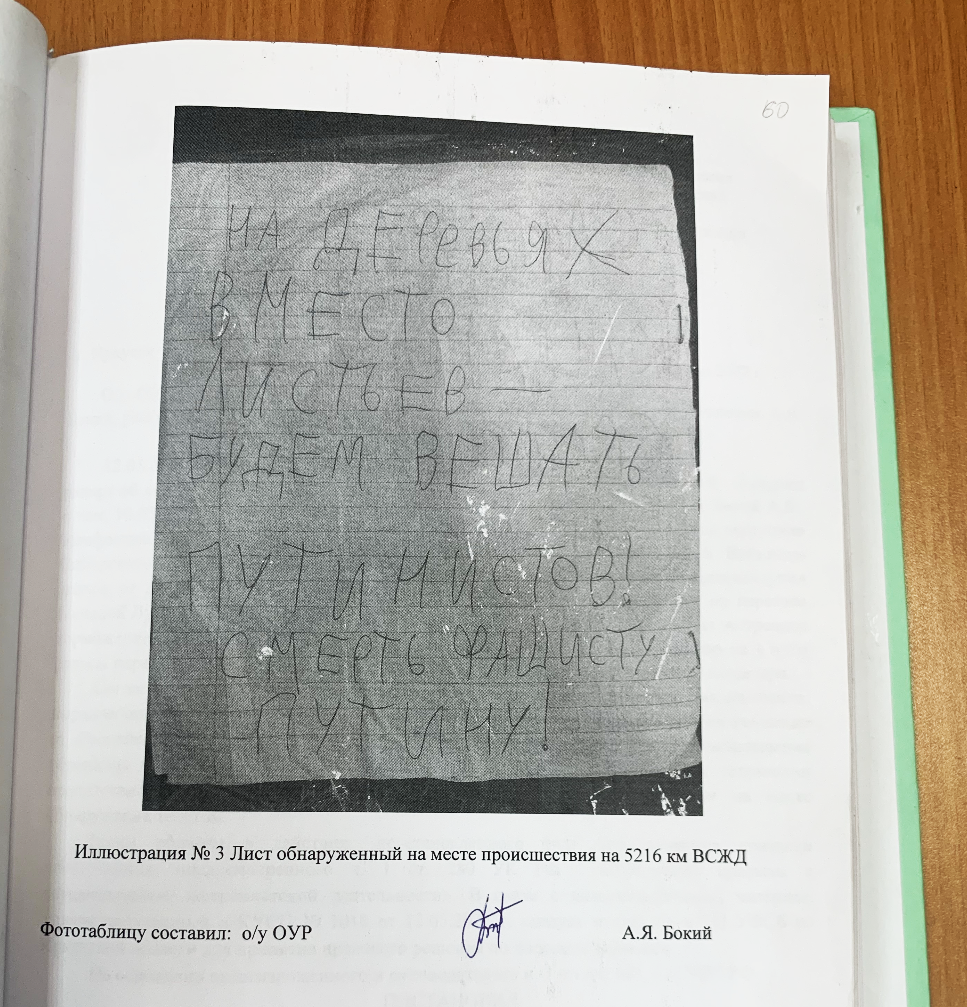 60
НА ДЕРЕВЬЯХ
ВМЕСТО
ЛИСТЬЕВ —
БУДЕМ ВЕШАТЬ
ПУТИНИСТОВ!
СМЕРТЬ ФАШИСТУ
ПУТИНУ!
Иллюстрация № 3 Лист обнаруженный на месте происшествия на 5216 км ВСЖД
Фототаблицу составил: о/у ОУР А.Я. Бокий